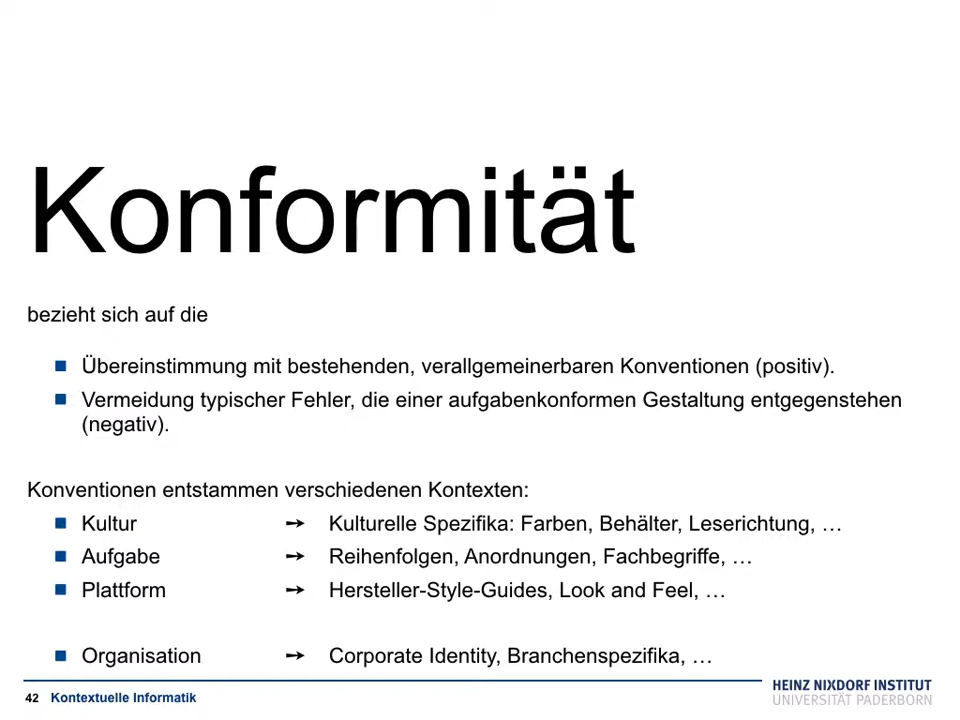 Konformität
bezieht sich auf die
■ Übereinstimmung mit bestehenden, verallgemeinerbaren Konventionen (positiv).
■ Vermeidung typischer Fehler, die einer aufgabenkonformen Gestaltung entgegenstehen
(negativ).
Konventionen entstammen verschiedenen Kontexten:
■ Kultur ➙ Kulturelle Spezifika: Farben, Behälter, Leserichtung, …
■ Aufgabe ➙ Reihenfolgen, Anordnungen, Fachbegriffe, …
■ Plattform ➙ Hersteller-Style-Guides, Look and Feel, …
■ Organisation ➙ Corporate Identity, Branchenspezifika, …
42 Kontextuelle Informatik
HEINZ NIXDORF INSTITUT
UNIVERSITÄT PADERBORN